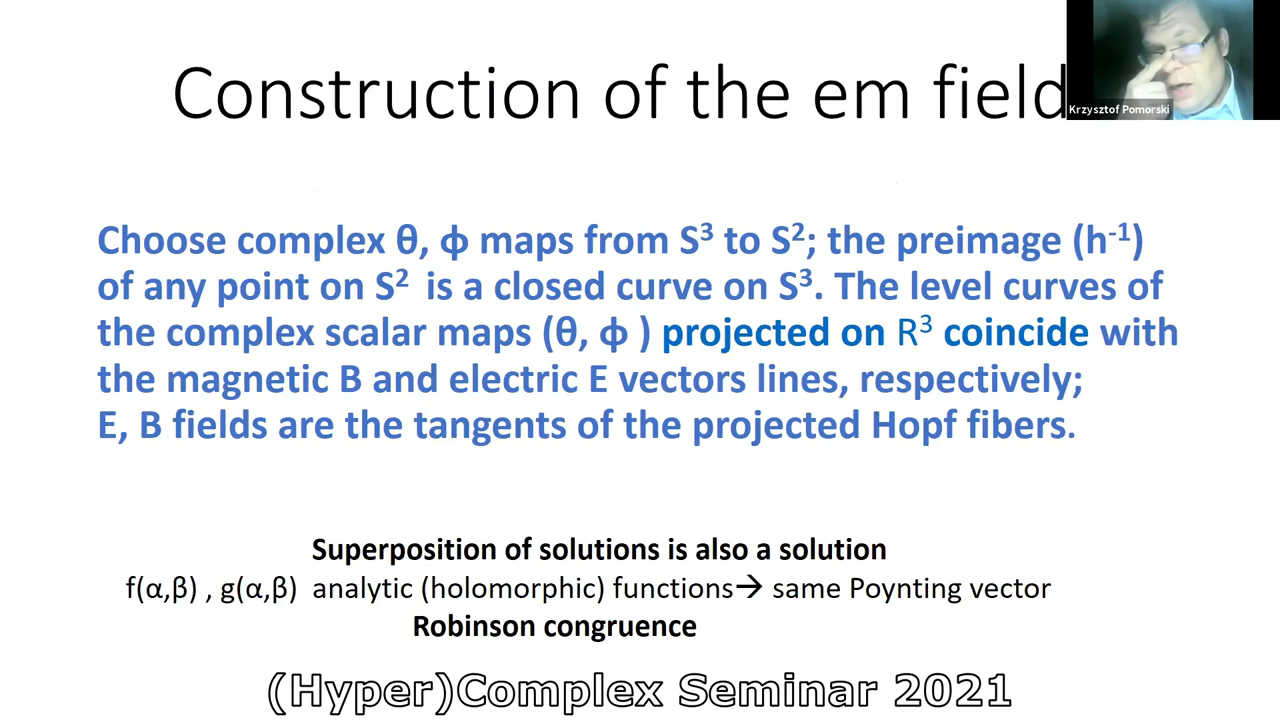 Construction of the em field
Krzysztof Pomorski
Choose complex θ, ϕ maps from S³ to S²; the preimage (h⁻¹)
of any point on S² is a closed curve on S³. The level curves of
the complex scalar maps (θ, ϕ ) projected on R³ coincide with
the magnetic B and electric E vectors lines, respectively;
E, B fields are the tangents of the projected Hopf fibers.
Superposition of solutions is also a solution
f(α,β) , g(α,β) analytic (holomorphic) functions→ same Poynting vector
Robinson congruence
(Hyper)Complex Seminar 2021